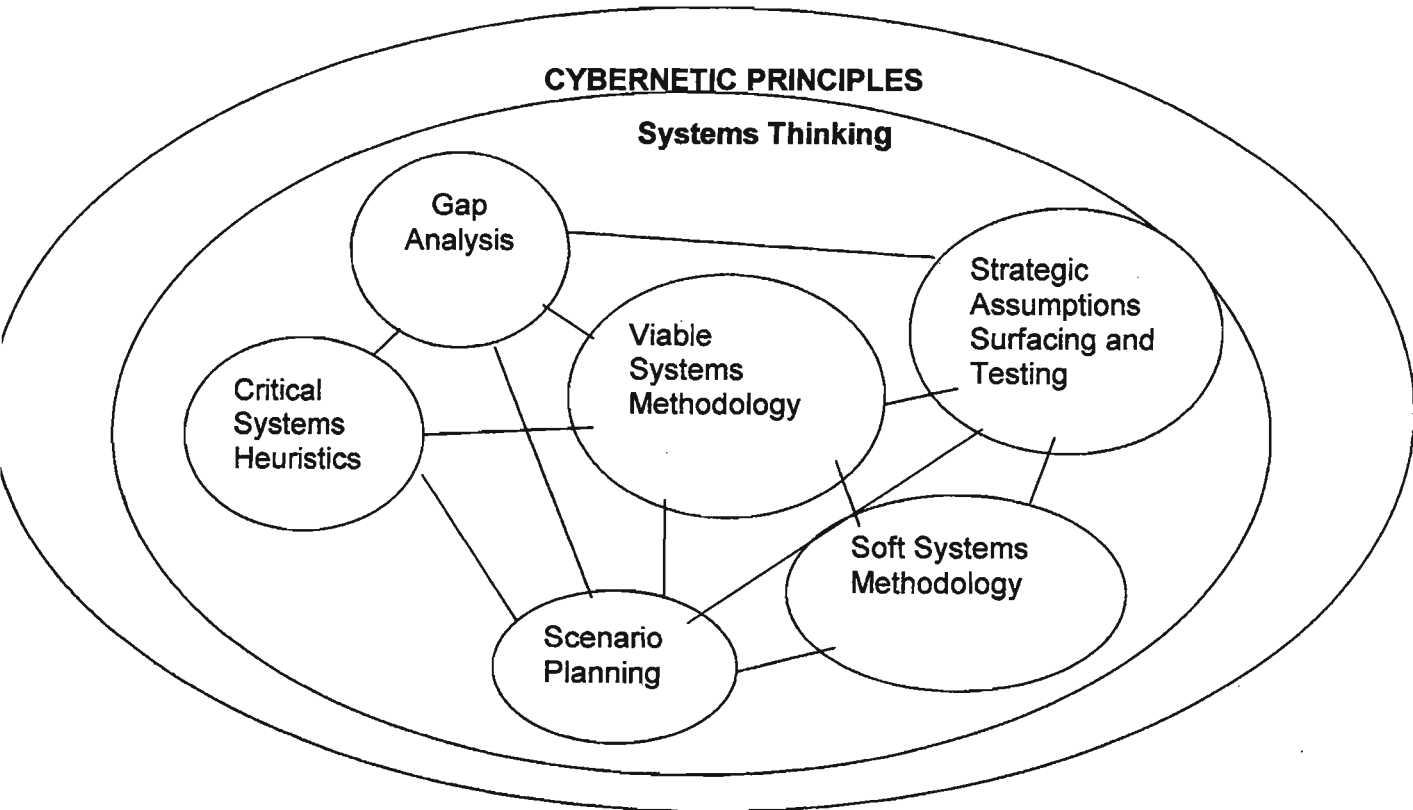 CYBERNETIC PRINCIPLES
Systems Thinking
Gap
Analysis
Strategic
Assumptions
Surfacing and
Testing
Viable
Systems
Methodology
Critical
Systems
Heuristics
Soft Systems
Methodology
Scenario
Planning